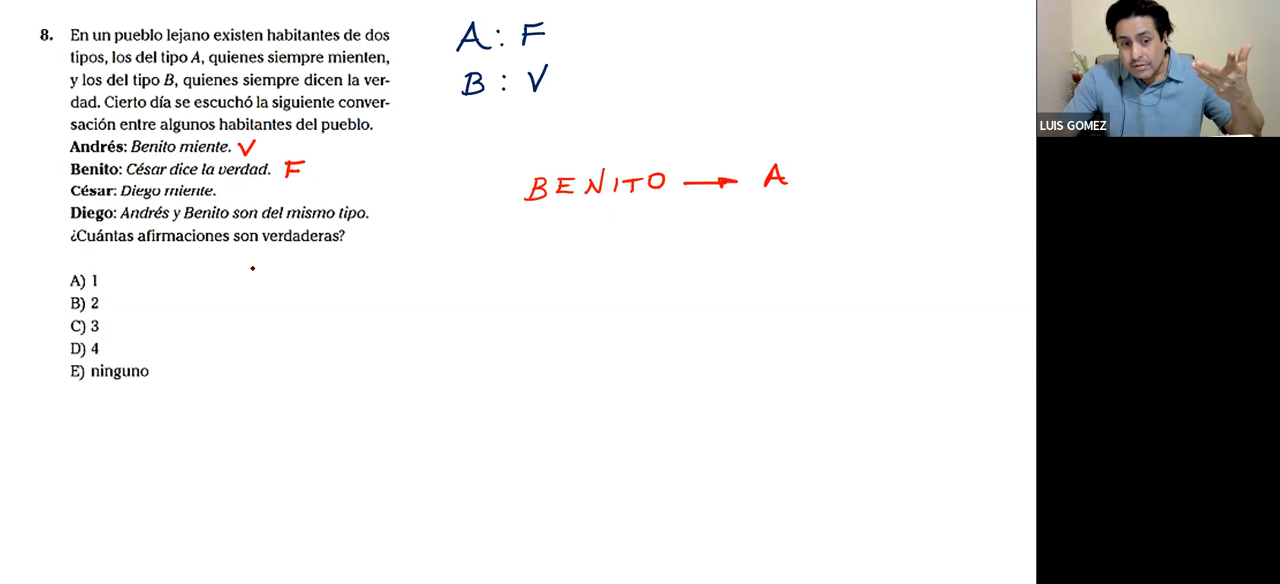 8. En un pueblo lejano existen habitantes de dos
tipos, los del tipo A, quienes siempre mienten,
y los del tipo B, quienes siempre dicen la ver-
dad. Cierto día se escuchó la siguiente conver-
sación entre algunos habitantes del pueblo.
Andrés: Benito miente. V
Benito: César dice la verdad. F
César: Diego miente.
Diego: Andrés y Benito son del mismo tipo.
¿Cuántas afirmaciones son verdaderas?
A) 1
B) 2
C) 3
D) 4
E) ninguno
A : F
B : V
BENITO → A
LUIS GOMEZ